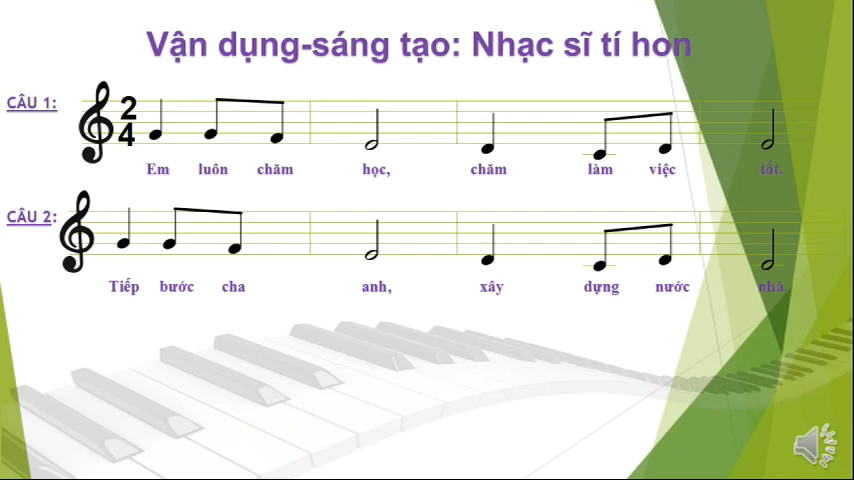 Vận dụng-sáng tạo: Nhạc sĩ tí hon
CÂU 1:
2
4
Em luôn chăm học, chăm làm việc tốt.
CÂU 2:
Tiếp bước cha anh, xây dựng nước nhà